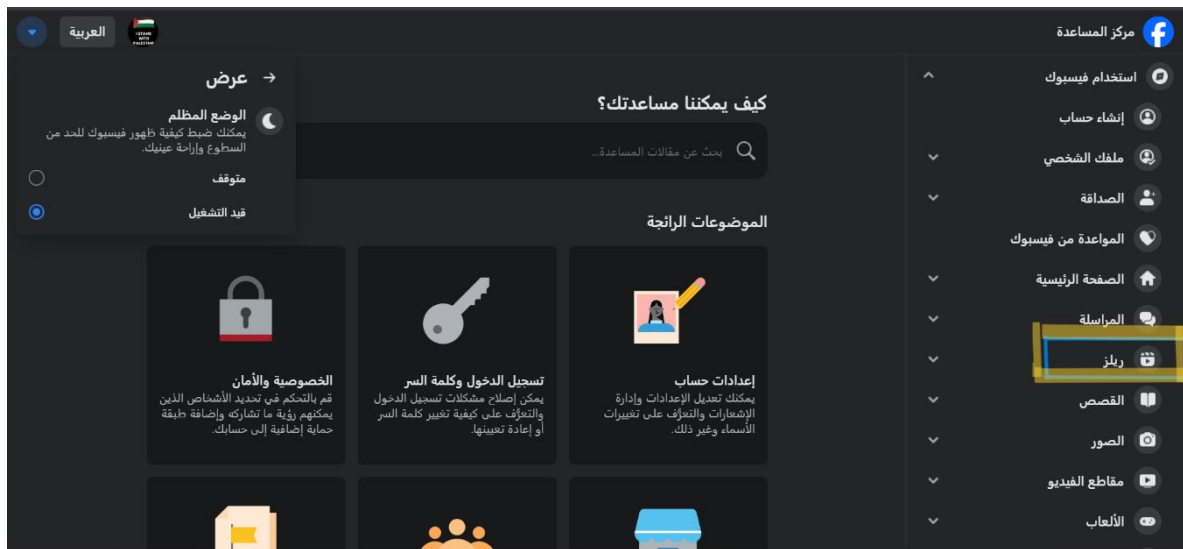 مركز المساعدة
العربية
I STAND
WITH
PALESTINE
استخدام فيسبوك
إنشاء حساب
ملفك الشخصي
الصداقة
المواعدة من فيسبوك
الصفحة الرئيسية
المراسلة
ريلز
القصص
الصور
مقاطع الفيديو
الألعاب
كيف يمكننا مساعدتك؟
بحث عن مقالات المساعدة...
الموضوعات الرائجة
إعدادات حساب
يمكنك تعديل الإعدادات وإدارة
الإشعارات والتعرُّف على تغييرات
الأسماء وغير ذلك.
تسجيل الدخول وكلمة السر
يمكن إصلاح مشكلات تسجيل الدخول
والتعرُّف على كيفية تغيير كلمة السر
أو إعادة تعيينها.
الخصوصية والأمان
قم بالتحكم في تحديد الأشخاص الذين
يمكنهم رؤية ما تشاركه وإضافة طبقة
حماية إضافية إلى حسابك.
عرض
الوضع المظلم
يمكنك ضبط كيفية ظهور فيسبوك للحد من
السطوع وإراحة عينيك.
متوقف
قيد التشغيل